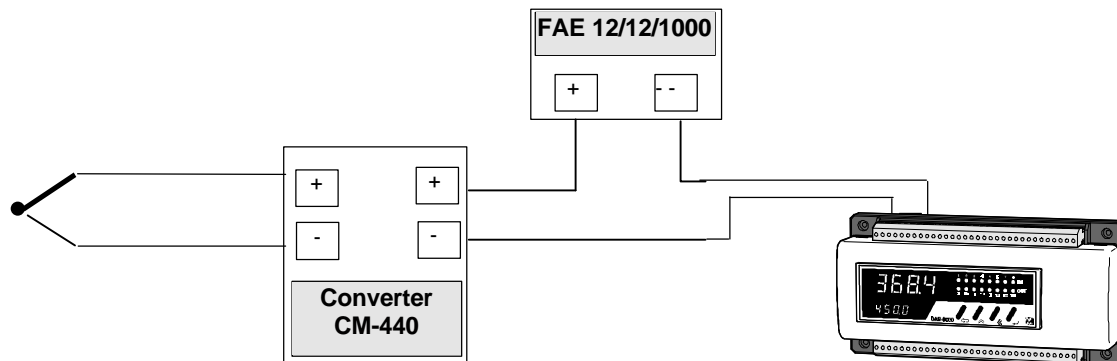 FAE 12/12/1000
+ - -
+ +
- -
Converter
CM-440
368.4
450.0